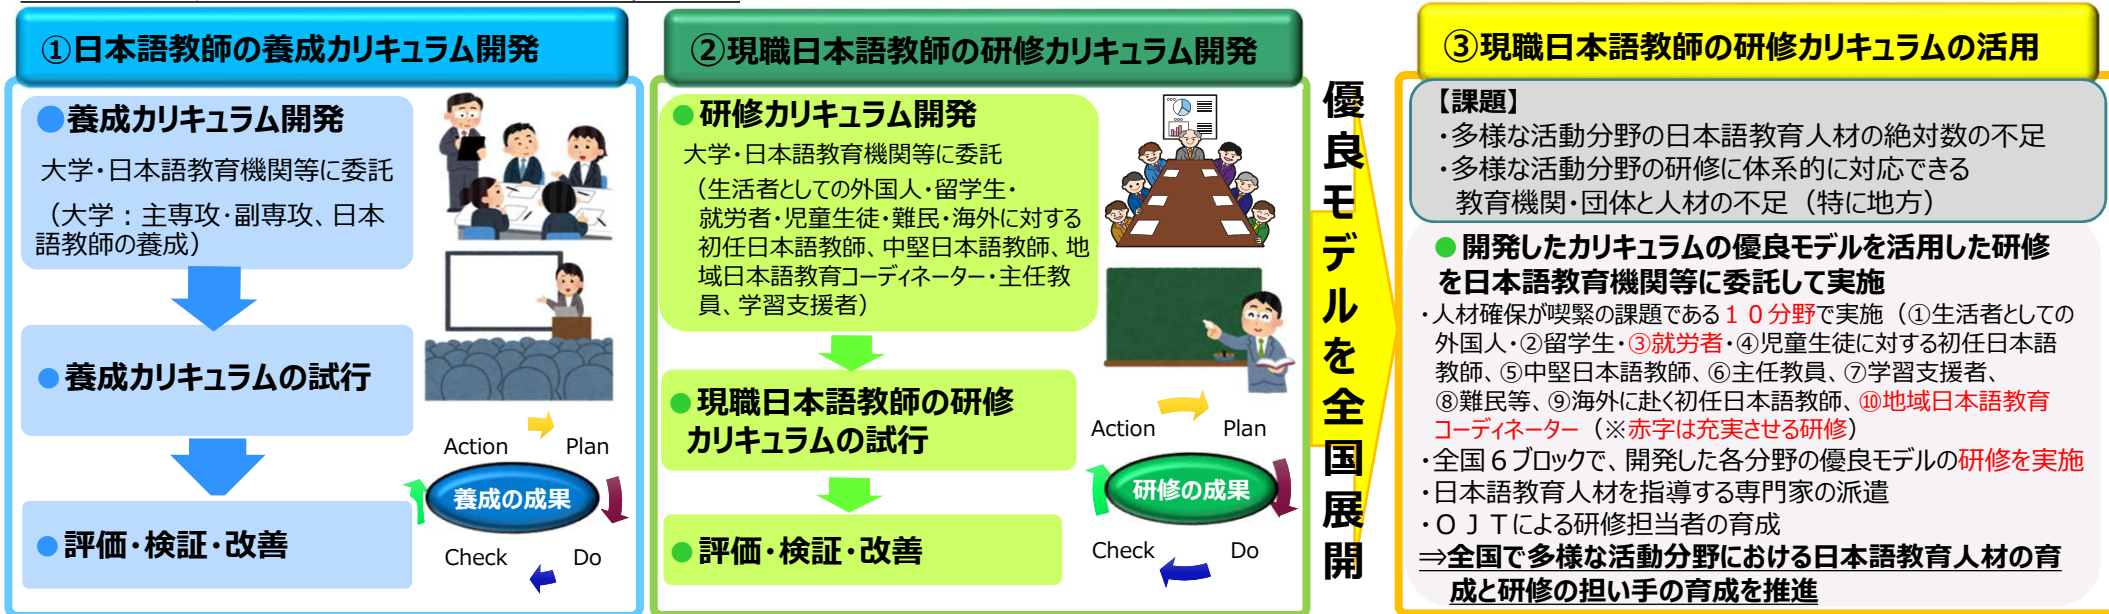 ①日本語教師の養成カリキュラム開発
●養成カリキュラム開発
大学・日本語教育機関等に委託
（大学：主専攻・副専攻、日本
語教師の養成）
●養成カリキュラムの試行
●評価・検証・改善
Action
Plan
養成の成果
Check
Do
②現職日本語教師の研修カリキュラム開発
●研修カリキュラム開発
大学・日本語教育機関等に委託
（生活者としての外国人・留学生・
就労者・児童生徒・難民・海外に対する
初任日本語教師、中堅日本語教師、地
域日本語教育コーディネーター・主任教
員、学習支援者）
●現職日本語教師の研修
カリキュラムの試行
●評価・検証・改善
Action
Plan
研修の成果
Check
Do
優良モデルを全国展開
③現職日本語教師の研修カリキュラムの活用
【課題】
・多様な活動分野の日本語教育人材の絶対数の不足
・多様な活動分野の研修に体系的に対応できる
教育機関・団体と人材の不足（特に地方）
●開発したカリキュラムの優良モデルを活用した研修
を日本語教育機関等に委託して実施
・人材確保が喫緊の課題である１０分野で実施（①生活者としての
外国人・②留学生・③就労者・④児童生徒に対する初任日本語
教師、⑤中堅日本語教師、⑥主任教員、⑦学習支援者、
⑧難民等、⑨海外に赴く初任日本語教師、⑩地域日本語教育
コーディネーター（※赤字は充実させる研修）
・全国６ブロックで、開発した各分野の優良モデルの研修を実施
・日本語教育人材を指導する専門家の派遣
・ＯＪＴによる研修担当者の育成
⇒全国で多様な活動分野における日本語教育人材の育
成と研修の担い手の育成を推進